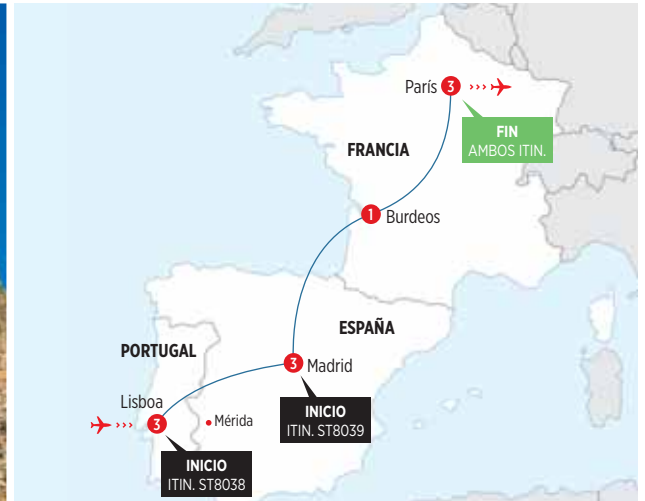 París
3
FIN
AMBOS ITIN.
FRANCIA
1
Burdeos
ESPAÑA
PORTUGAL
3
Madrid
Lisboa
INICIO
ITIN. ST8039
3
Mérida
INICIO
ITIN. ST8038